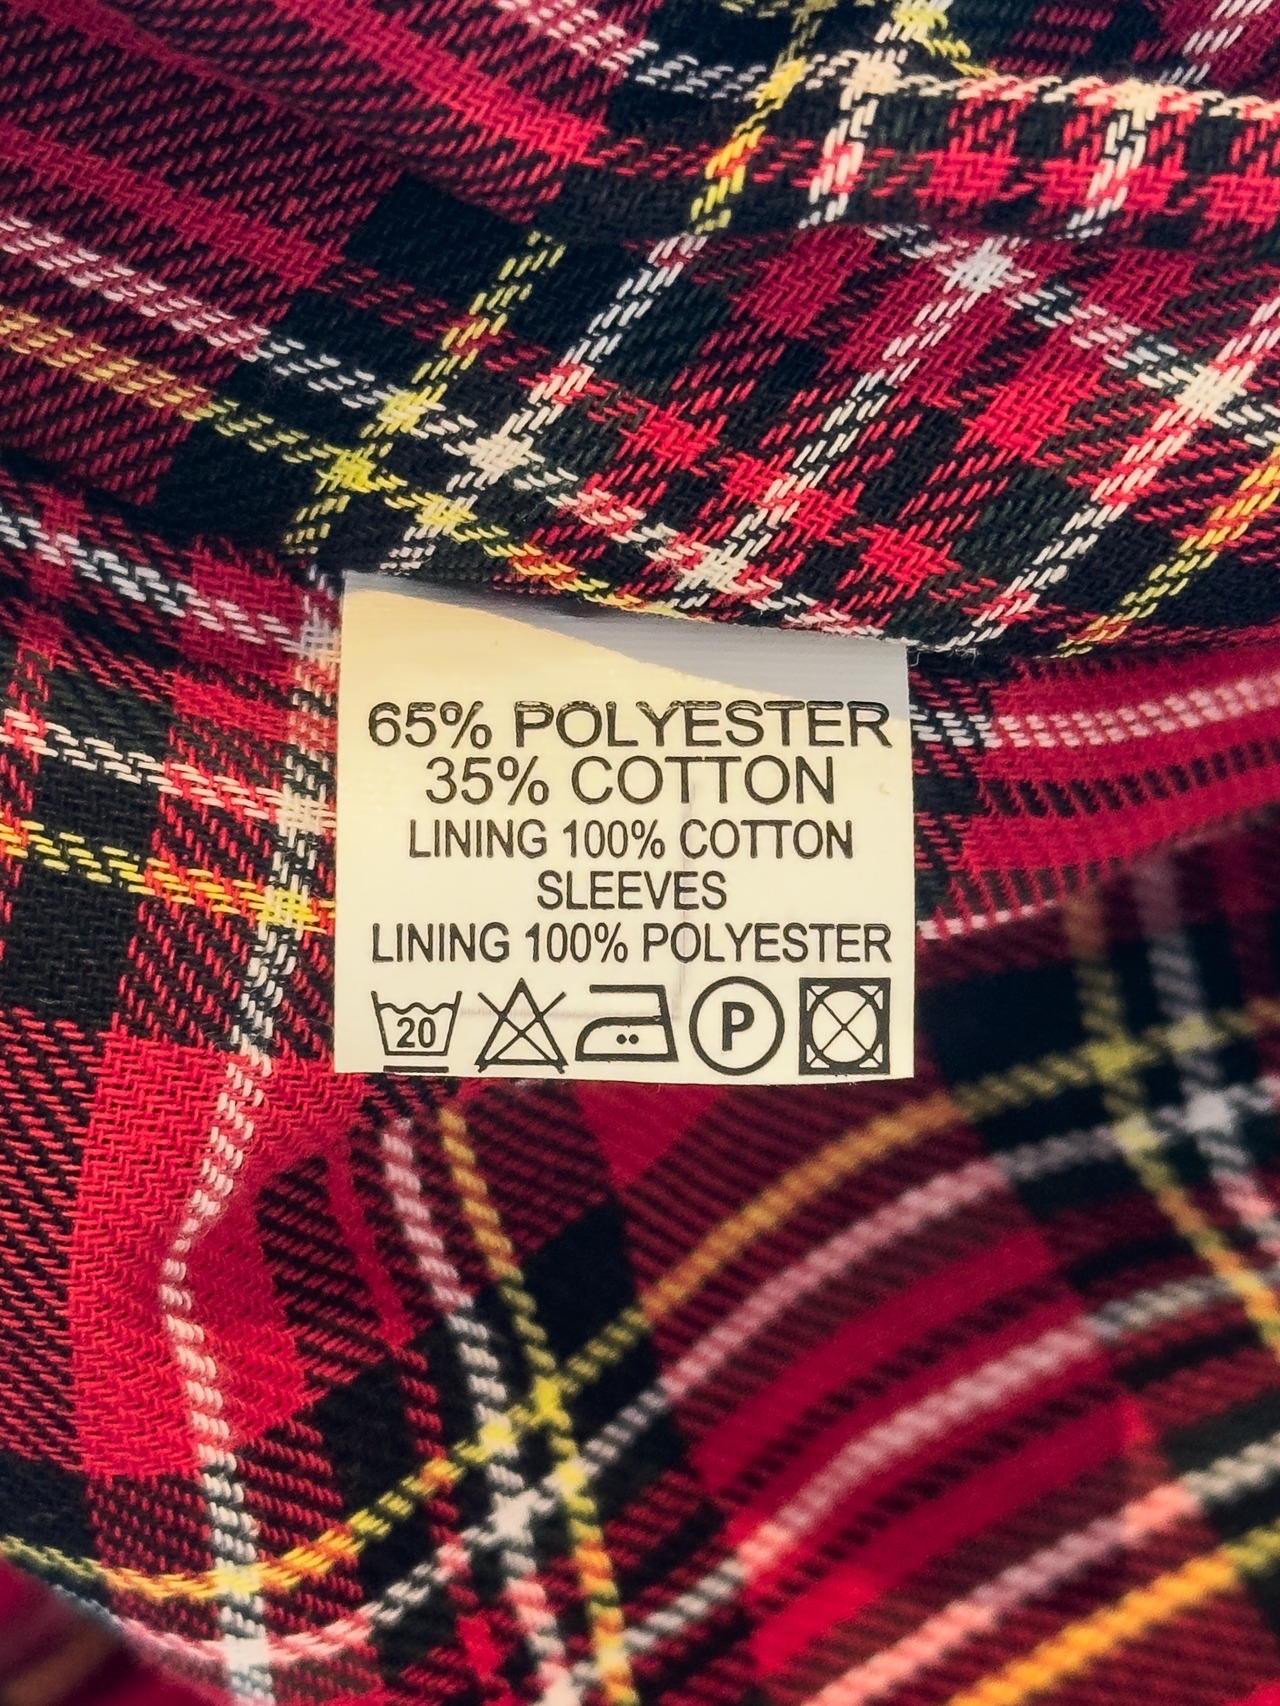 65% POLYESTER
35% COTTON
LINING 100% COTTON
SLEEVES
LINING 100% POLYESTER
20 P